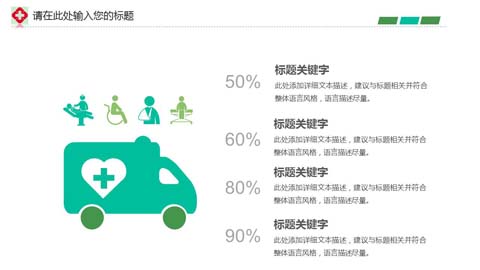 请在此处输入您的标题
50%
标题关键字
此处添加详细文本描述，建议与标题相关并符合
整体语言风格，语言描述尽量。
60%
标题关键字
此处添加详细文本描述，建议与标题相关并符合
整体语言风格，语言描述尽量。
80%
标题关键字
此处添加详细文本描述，建议与标题相关并符合
整体语言风格，语言描述尽量。
90%
标题关键字
此处添加详细文本描述，建议与标题相关并符合
整体语言风格，语言描述尽量。